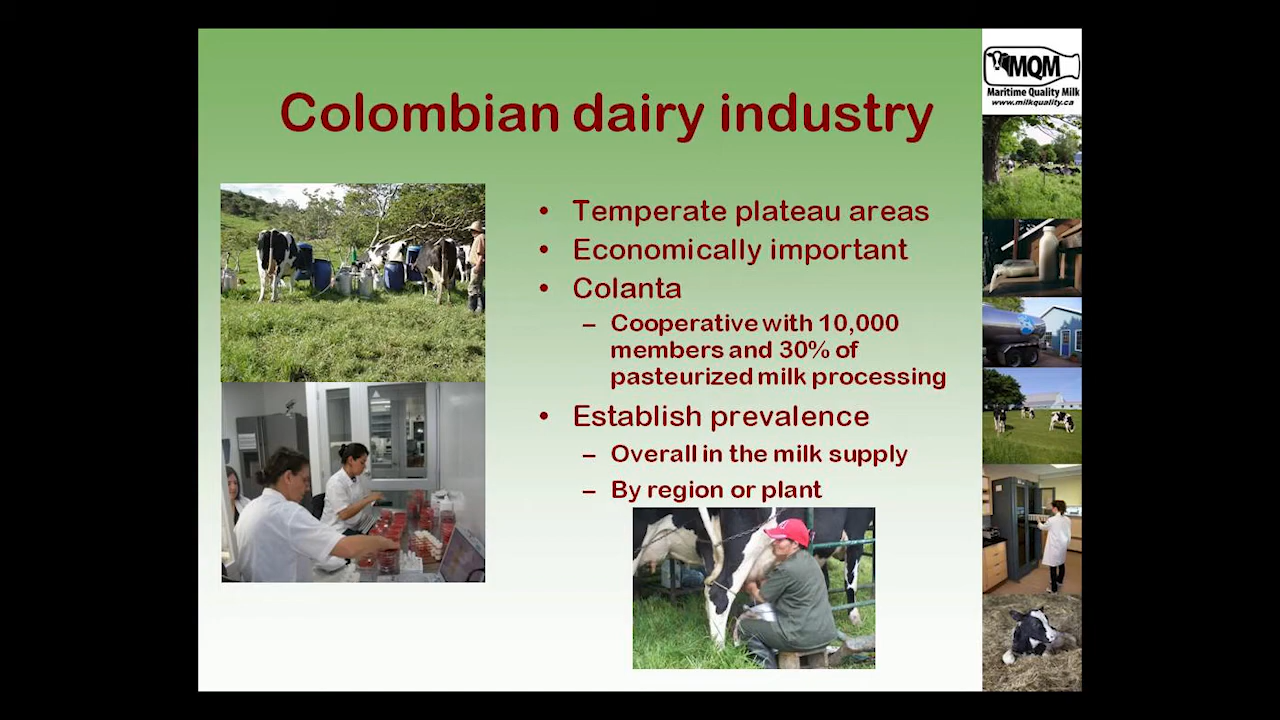 Colombian dairy industry
MQM
Maritime Quality Milk
www.milkquality.ca
• Temperate plateau areas
• Economically important
• Colanta
– Cooperative with 10,000
members and 30% of
pasteurized milk processing
• Establish prevalence
– Overall in the milk supply
– By region or plant